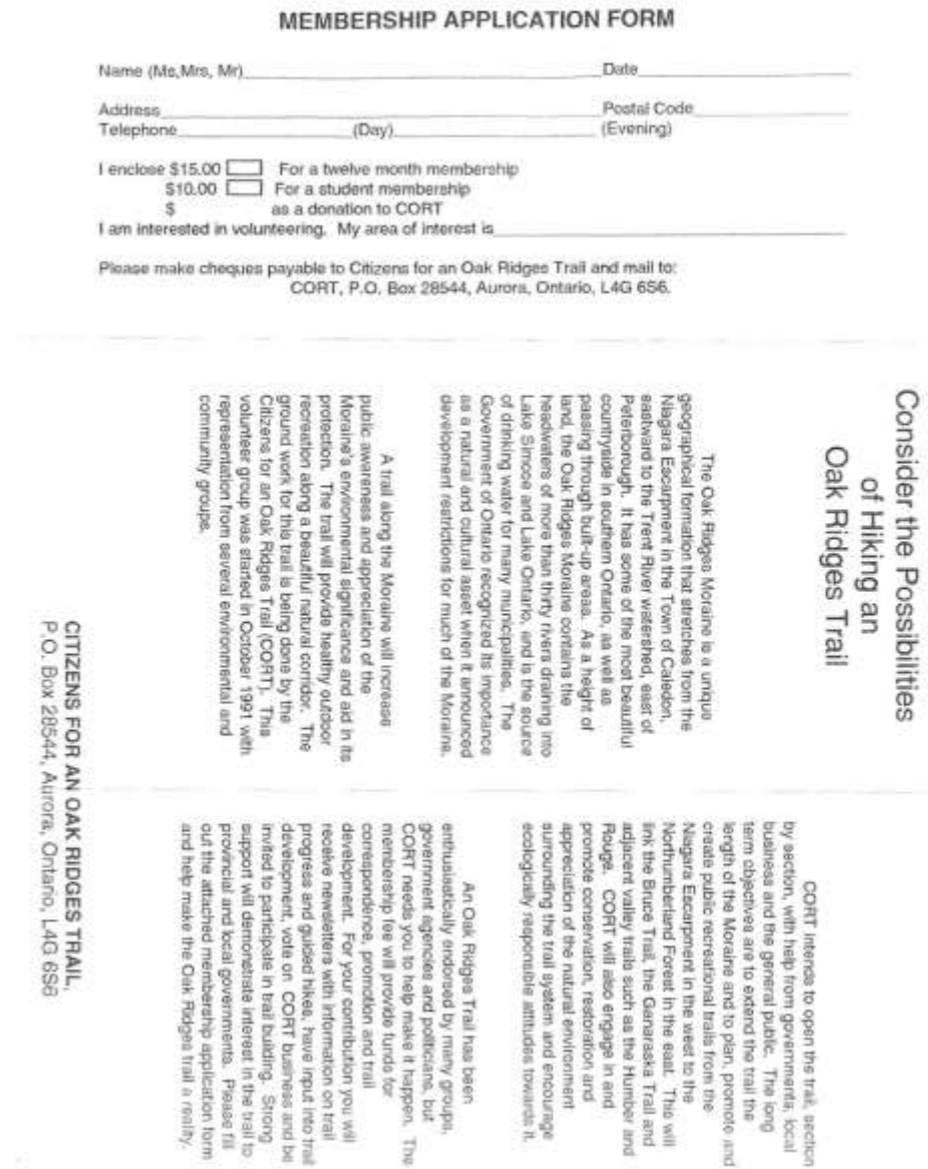 MEMBERSHIP APPLICATION FORM
Name (Ms,Mrs, Mr)____ Date____
Address____ Postal Code____
Telephone____ (Day)____ (Evening)
I enclose $15.00 For a twelve month membership
$10.00 For a student membership
$ as a donation to CORT
I am interested in volunteering. My area of interest is____
Please make cheques payable to Citizens for an Oak Ridges Trail and mail to:
CORT, P.O. Box 28544, Aurora, Ontario, L4G 6S6.
Consider the Possibilities
of Hiking an
Oak Ridges Trail
The Oak Ridges Moraine is a unique
geographical formation that stretches from the
Niagara Escarpment in the Town of Caledon,
eastward to the Trent River watershed, east of
Peterborough. It has some of the most beautiful
countryside in southern Ontario, as well as
passing through built-up areas. As a height of
land, the Oak Ridges Moraine contains the
headwaters of more than thirty rivers draining into
Lake Simcoe and Lake Ontario, and is the source
of drinking water for many municipalities. The
Government of Ontario recognized its importance
as a natural and cultural asset when it announced
development restrictions for much of the Moraine.
A trail along the Moraine will increase
public awareness and appreciation of the
Moraine's environmental significance and aid in its
protection. The trail will provide healthy outdoor
recreation along a beautiful natural corridor. The
ground work for this trail is being done by the
Citizens for an Oak Ridges Trail (CORT). This
volunteer group was started in October 1991 with
representation from several environmental and
community groups.
CORT intends to open the trail, section
by section, with help from governments, local
business and the general public. The long
term objectives are to extend the trail the
length of the Moraine and to plan, promote and
create public recreational trails from the
Niagara Escarpment in the west to the
Northumberland Forest in the east. This will
link the Bruce Trail, the Ganaraska Trail and
adjacent valley trails such as the Humber and
Rouge. CORT will also engage in and
promote conservation, restoration and
appreciation of the natural environment
surrounding the trail system and encourage
ecologically responsible attitudes towards it.
An Oak Ridges Trail has been
enthusiastically endorsed by many groups,
government agencies and politicians, but
CORT needs you to help make it happen. The
membership fee will provide funds for
correspondence, promotion and trail
development. For your contribution you will
receive newsletters with information on trail
progress and guided hikes, have input into trail
development, vote on CORT business and be
invited to participate in trail building. Strong
support will demonstrate interest in the trail to
provincial and local governments. Please fill
out the attached membership application form
and help make the Oak Ridges trail a reality.
CITIZENS FOR AN OAK RIDGES TRAIL,
P.O. Box 28544, Aurora, Ontario, L4G 6S6